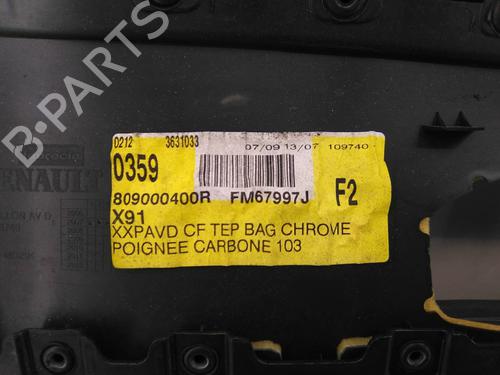 B-PARTS
D212 3631033
07/09 13/07 109740
0359
809000400R FM67997J
F2
X91
XXPAVD CF TEP BAG CHROME
POIGNEE CARBONE 103
RENAULT